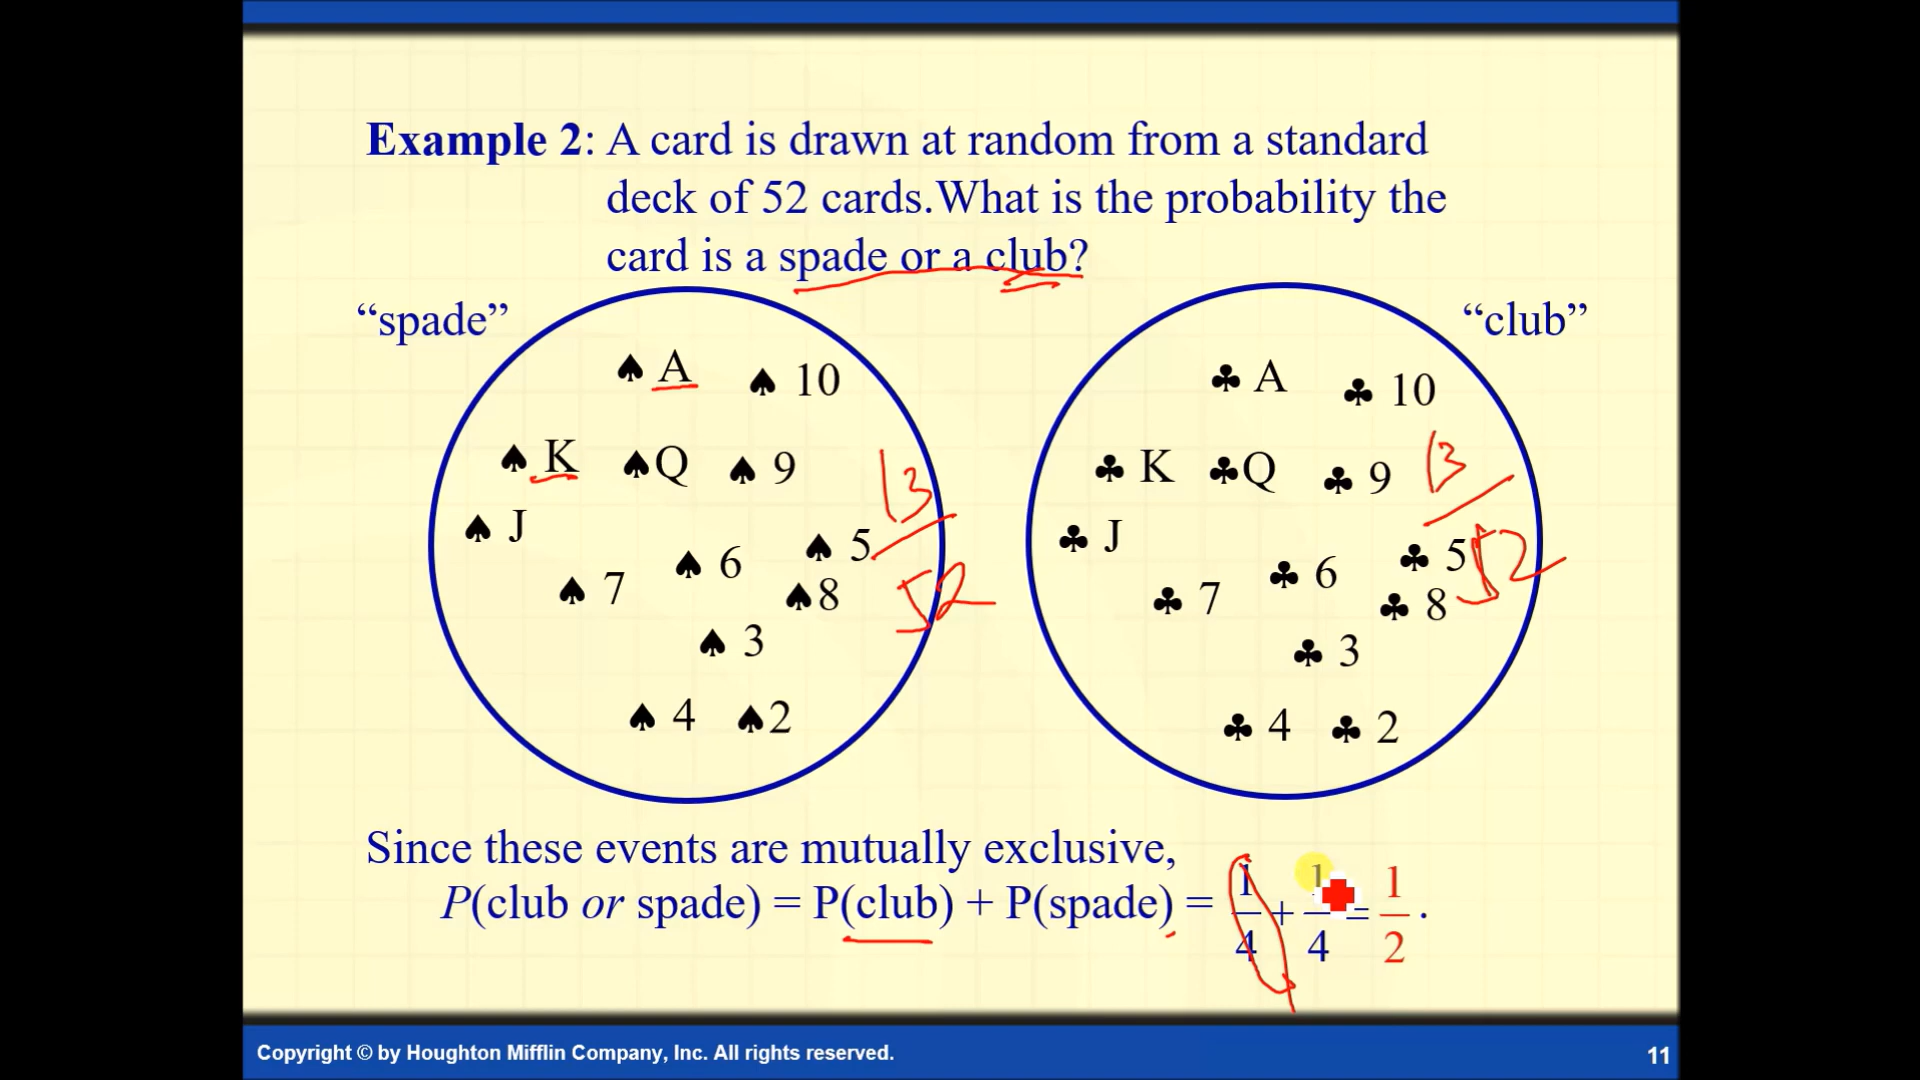 Example 2: A card is drawn at random from a standard
deck of 52 cards.What is the probability the
card is a spade or a club?
“spade”
“club”
♠ A ♠ 10
♠ K ♠Q ♠ 9
♠ J
♠ 6 ♠ 5
♠ 7 ♠8
♠ 3
♠ 4 ♠2
13
52
♣ A ♣ 10
♣ K ♣Q ♣ 9
♣ J
♣ 6 ♣ 5
♣ 7 ♣ 8
♣ 3
♣ 4 ♣ 2
13
52
Since these events are mutually exclusive,
P(club or spade) = P(club) + P(spade) = 1/4 + 1/4 = 1/2 .
Copyright © by Houghton Mifflin Company, Inc. All rights reserved.
11